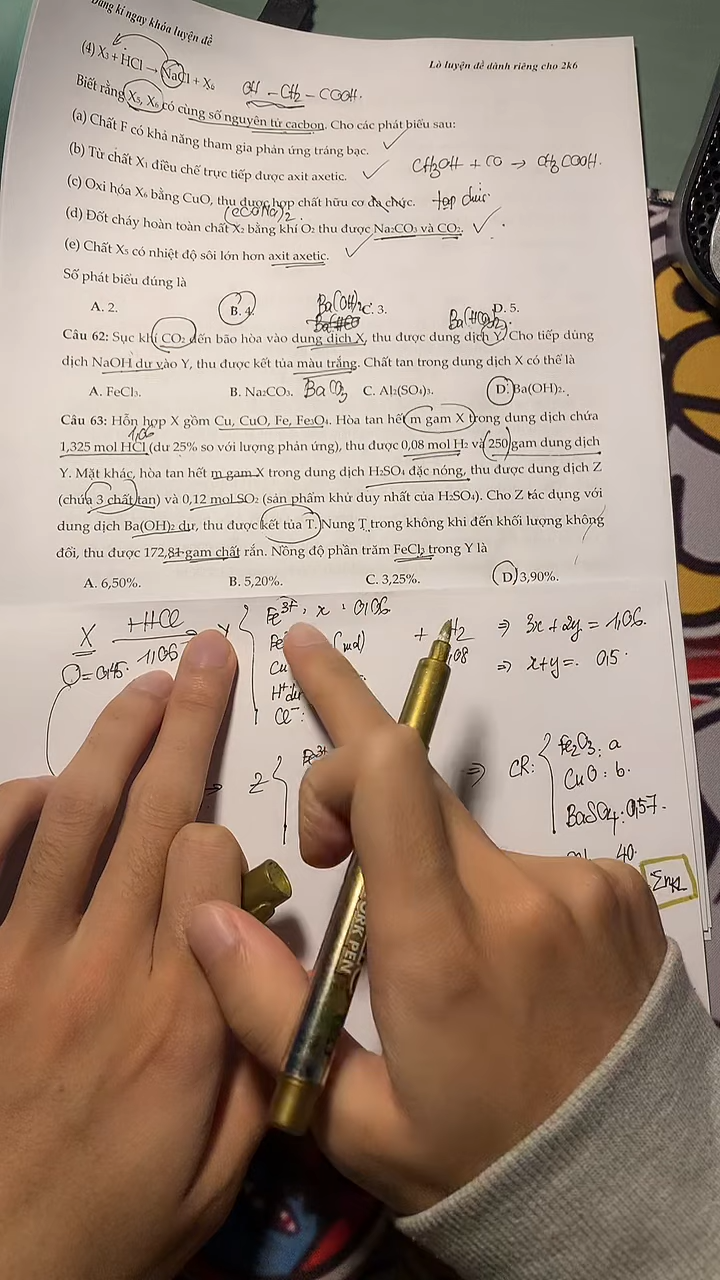 Đăng kí ngay khóa luyện đề
Lò luyện đề dành riêng cho 2k6
(4) X₃ + HCl → NaCl + X₆
OH - CH₂ - COOH.
Biết rằng X₅, X₆ có cùng số nguyên tử cacbon. Cho các phát biểu sau:
(a) Chất F có khả năng tham gia phản ứng tráng bạc.
(b) Từ chất X₁ điều chế trực tiếp được axit axetic.
CH₃OH + CO → CH₃COOH.
(c) Oxi hóa X₆ bằng CuO, thu được hợp chất hữu cơ đa chức.
tạp chức
(COONa)₂.
(d) Đốt cháy hoàn toàn chất X₂ bằng khí O₂ thu được Na₂CO₃ và CO₂.
(e) Chất X₅ có nhiệt độ sôi lớn hơn axit axetic.
Số phát biểu đúng là
A. 2. B. 4. C. 3. D. 5.
Ba(OH)₂ Ba(HCO₃)₂
Câu 62: Sục khí CO₂ đến bão hòa vào dung dịch X, thu được dung dịch Y. Cho tiếp dung
dịch NaOH dư vào Y, thu được kết tủa màu trắng. Chất tan trong dung dịch X có thể là
A. FeCl₃. B. Na₂CO₃. BaCO₃ C. Al₂(SO₄)₃. D. Ba(OH)₂.
Câu 63: Hỗn hợp X gồm Cu, CuO, Fe, Fe₃O₄. Hòa tan hết m gam X trong dung dịch chứa
1,06
1,325 mol HCl (dư 25% so với lượng phản ứng), thu được 0,08 mol H₂ và 250 gam dung dịch
Y. Mặt khác, hòa tan hết m gam X trong dung dịch H₂SO₄ đặc nóng, thu được dung dịch Z
(chứa 3 chất tan) và 0,12 mol SO₂ (sản phẩm khử duy nhất của H₂SO₄). Cho Z tác dụng với
dung dịch Ba(OH)₂ dư, thu được kết tủa T. Nung T trong không khí đến khối lượng không
đổi, thu được 172,81 gam chất rắn. Nồng độ phần trăm FeCl₂ trong Y là
A. 6,50%. B. 5,20%. C. 3,25%. D. 3,90%.
X +HCl Fe³⁺: x : 0,06
1,06 (mol) + H₂ ⇒ 3x + 2y = 1,06.
O = 0,45. Cu ⇒ x+y = 0,5.
H⁺dư
Cl⁻:
Z Fe³⁺ ⇒ CR: Fe₂O₃: a
CuO: b.
BaSO₄: 0,57.
40.
ΣnKL
WORK PEN